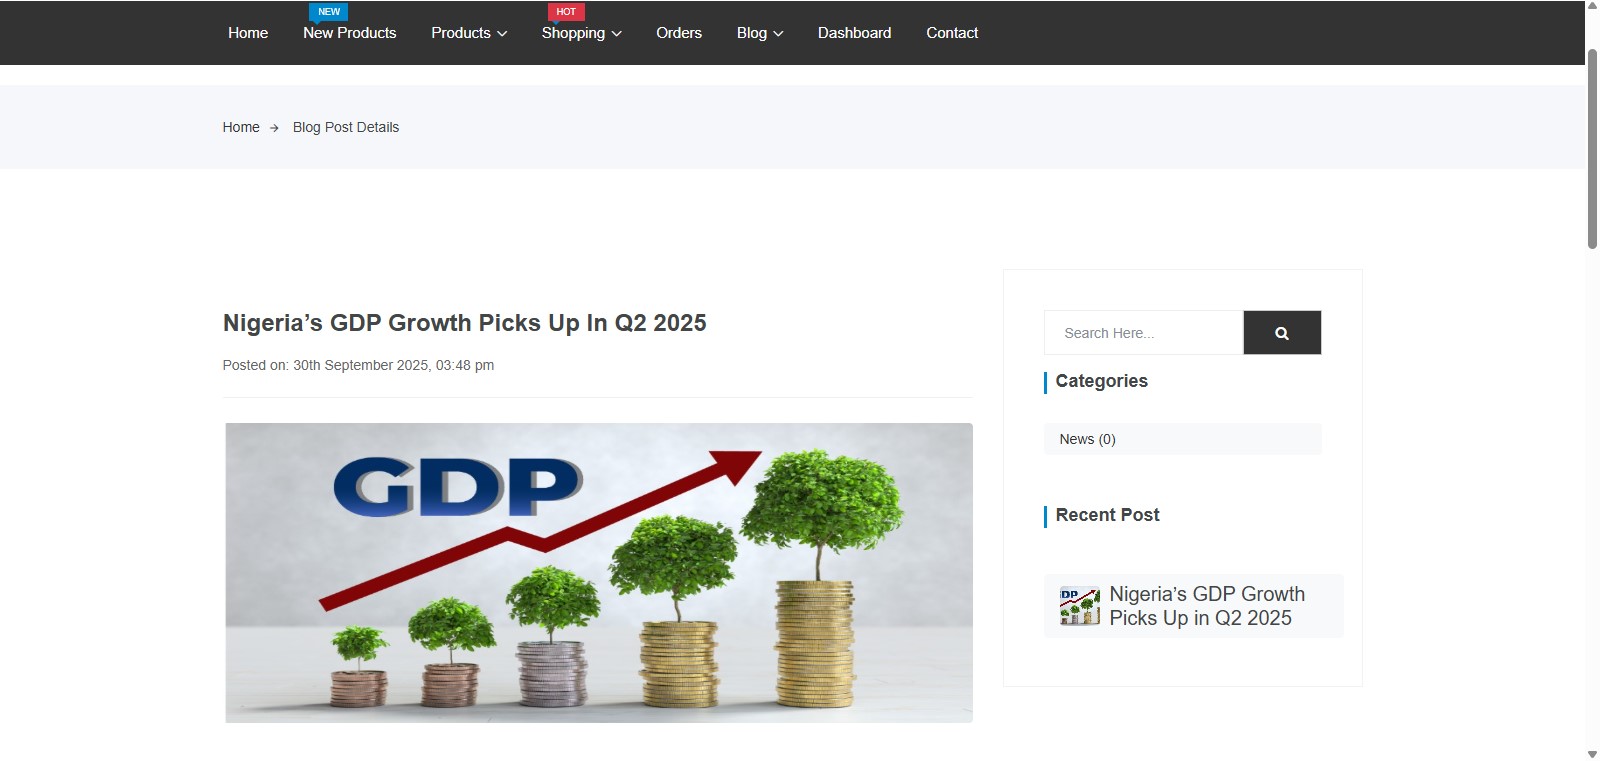 NEW
HOT
Home New Products Products Shopping Orders Blog Dashboard Contact
Home → Blog Post Details
Nigeria’s GDP Growth Picks Up In Q2 2025
Posted on: 30th September 2025, 03:48 pm
GDP
Search Here...
Categories
News (0)
Recent Post
Nigeria’s GDP Growth
Picks Up in Q2 2025